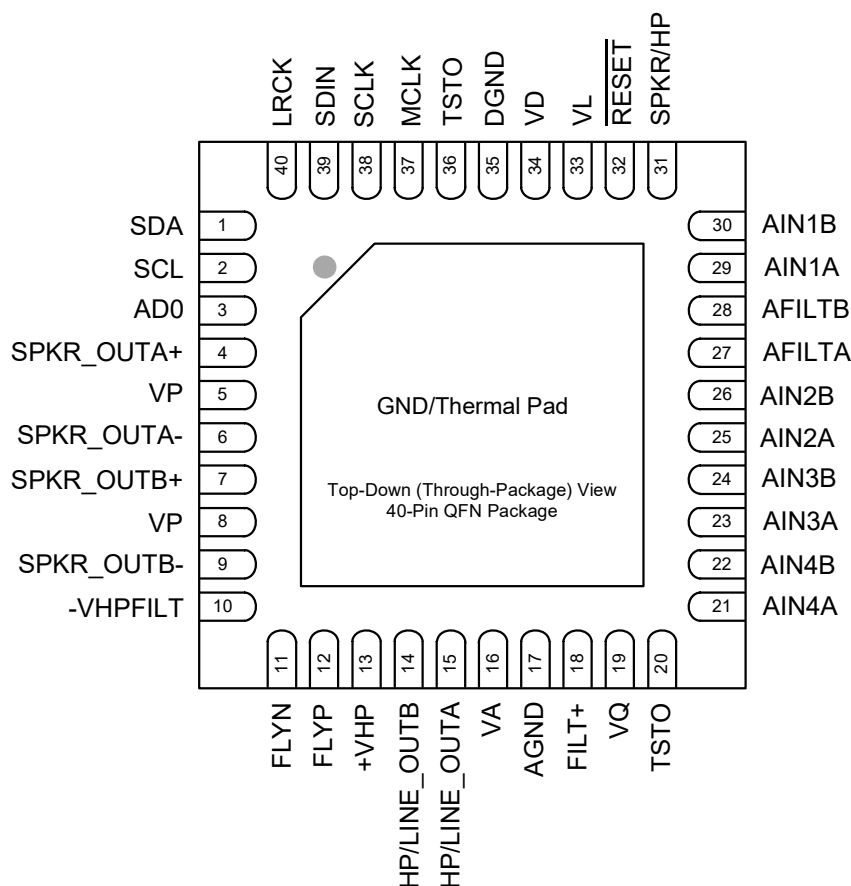 LRCK
SDIN
SCLK
MCLK
TSTO
DGND
VD
VL
RESET
SPKR/HP
40
39
38
37
36
35
34
33
32
31
SDA 1
SCL 2
AD0 3
SPKR_OUTA+ 4
VP 5
SPKR_OUTA- 6
SPKR_OUTB+ 7
VP 8
SPKR_OUTB- 9
-VHPFILT 10
GND/Thermal Pad
Top-Down (Through-Package) View
40-Pin QFN Package
30 AIN1B
29 AIN1A
28 AFILTB
27 AFILTA
26 AIN2B
25 AIN2A
24 AIN3B
23 AIN3A
22 AIN4B
21 AIN4A
11
12
13
14
15
16
17
18
19
20
FLYN
FLYP
+VHP
HP/LINE_OUTB
HP/LINE_OUTA
VA
AGND
FILT+
VQ
TSTO